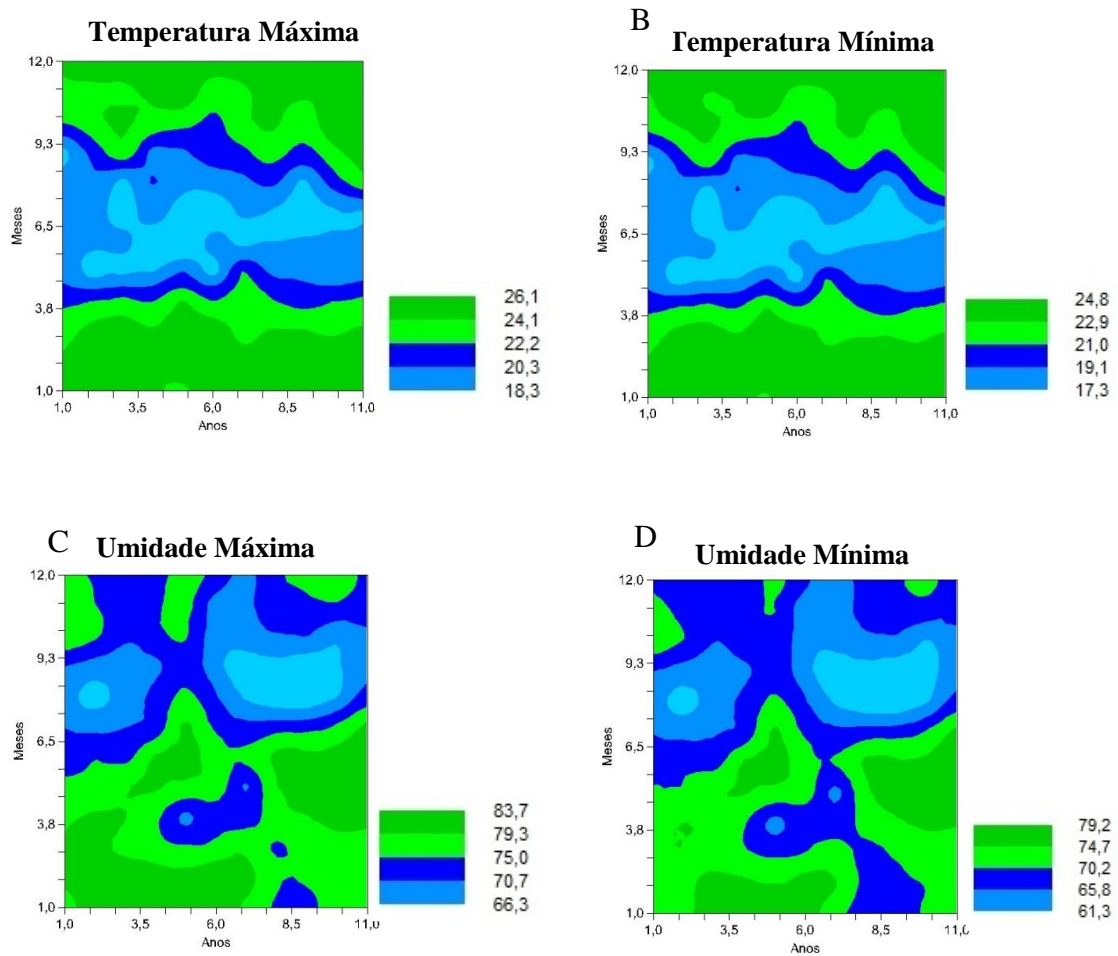 Temperatura Máxima
12,0
9,3
6,5
3,8
1,0
Meses
1,0 3,5 6,0 8,5 11,0
Anos
26,1
24,1
22,2
20,3
18,3
B
Temperatura Mínima
12,0
9,3
6,5
3,8
1,0
Meses
1,0 3,5 6,0 8,5 11,0
Anos
24,8
22,9
21,0
19,1
17,3
C Umidade Máxima
12,0
9,3
6,5
3,8
1,0
Meses
1,0 3,5 6,0 8,5 11,0
Anos
83,7
79,3
75,0
70,7
66,3
D Umidade Mínima
12,0
9,3
6,5
3,8
1,0
Meses
1,0 3,5 6,0 8,5 11,0
Anos
79,2
74,7
70,2
65,8
61,3